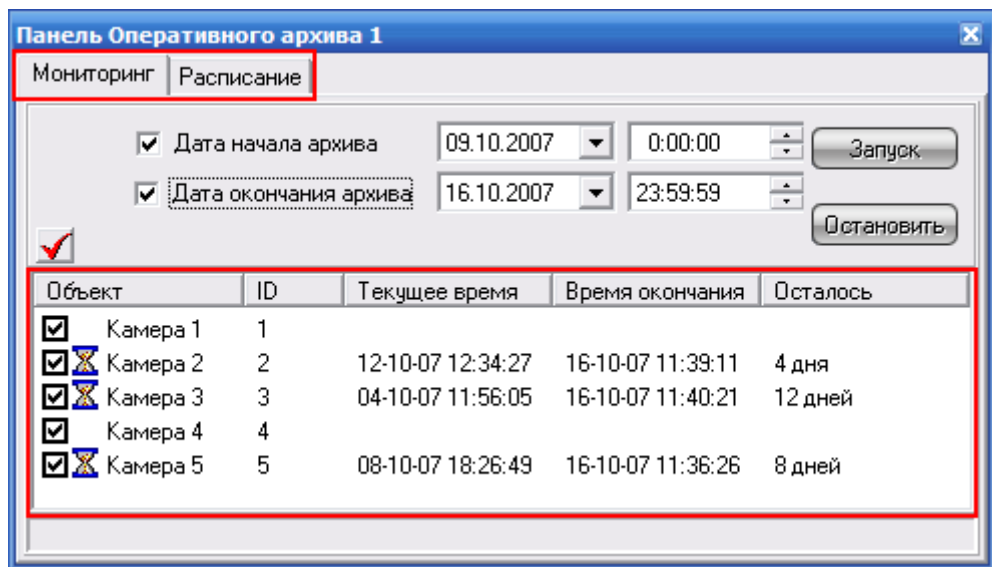 Панель Оперативного архива 1
Мониторинг Расписание
Дата начала архива 09.10.2007 0:00:00 Запуск
Дата окончания архива 16.10.2007 23:59:59
Остановить
Объект ID Текущее время Время окончания Осталось
Камера 1 1
Камера 2 2 12-10-07 12:34:27 16-10-07 11:39:11 4 дня
Камера 3 3 04-10-07 11:56:05 16-10-07 11:40:21 12 дней
Камера 4 4
Камера 5 5 08-10-07 18:26:49 16-10-07 11:36:26 8 дней